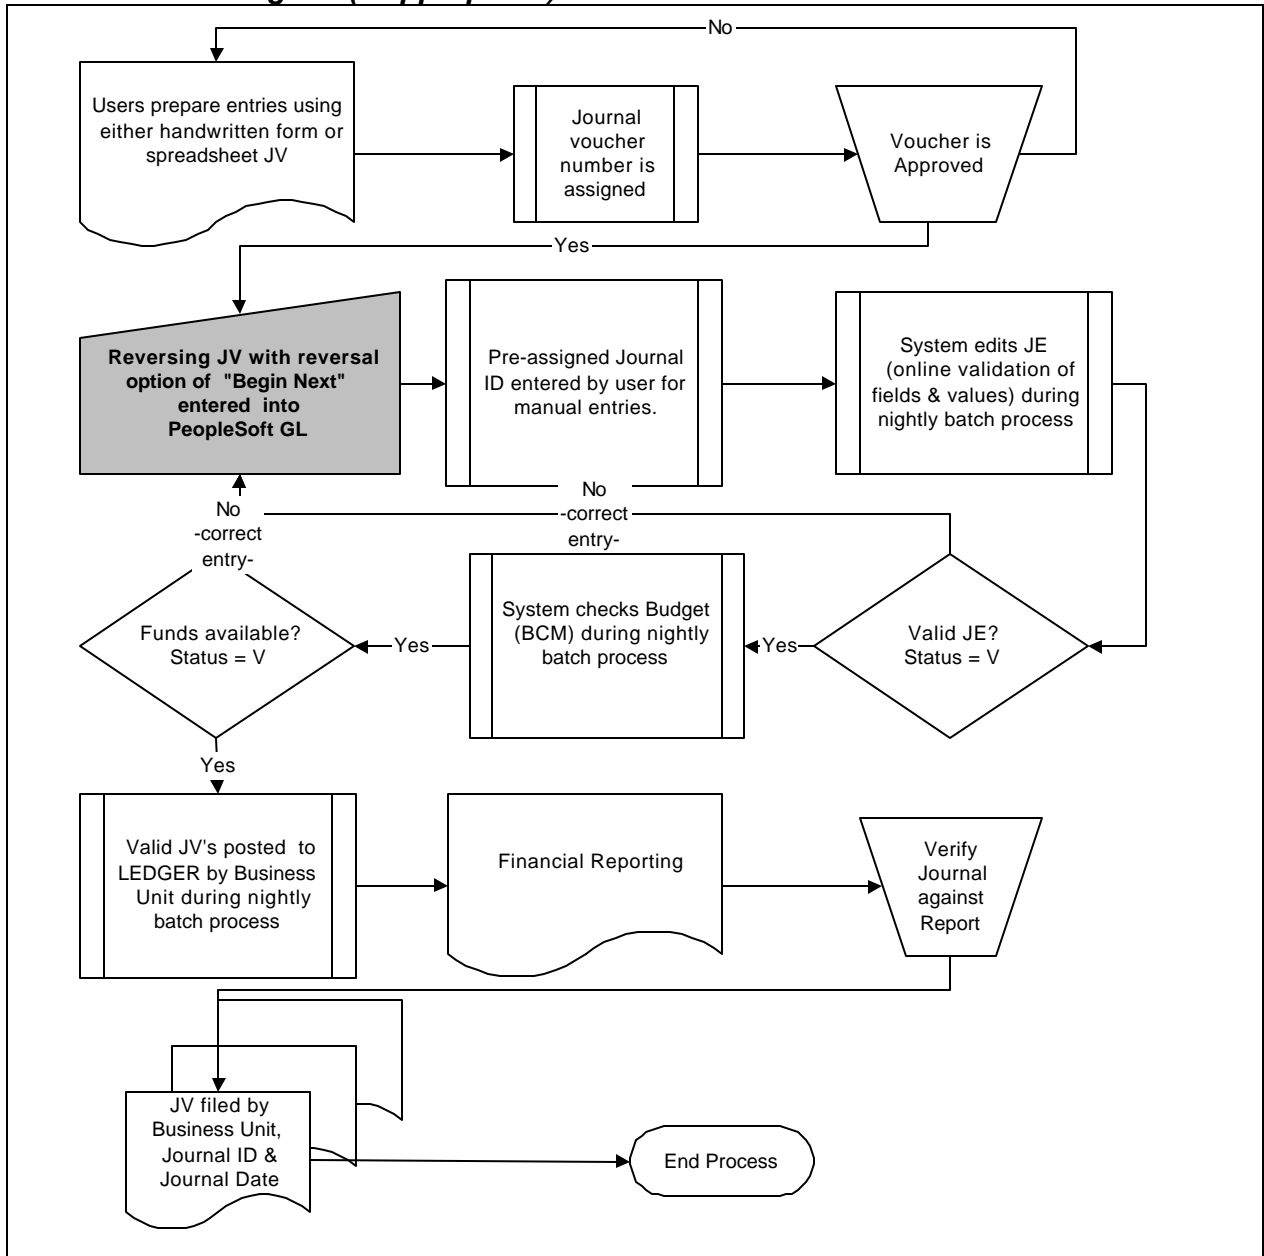 No
Users prepare entries using
either handwritten form or
spreadsheet JV
Journal
voucher
number is
assigned
Voucher is
Approved
Yes
Reversing JV with reversal
option of "Begin Next"
entered into
PeopleSoft GL
Pre-assigned Journal
ID entered by user for
manual entries.
System edits JE
(online validation of
fields & values) during
nightly batch process
No
-correct
entry-
No
-correct
entry-
Funds available?
Status = V
Yes
System checks Budget
(BCM) during nightly
batch process
Yes
Valid JE?
Status = V
Yes
Valid JV's posted to
LEDGER by Business
Unit during nightly
batch process
Financial Reporting
Verify
Journal
against
Report
JV filed by
Business Unit,
Journal ID &
Journal Date
End Process